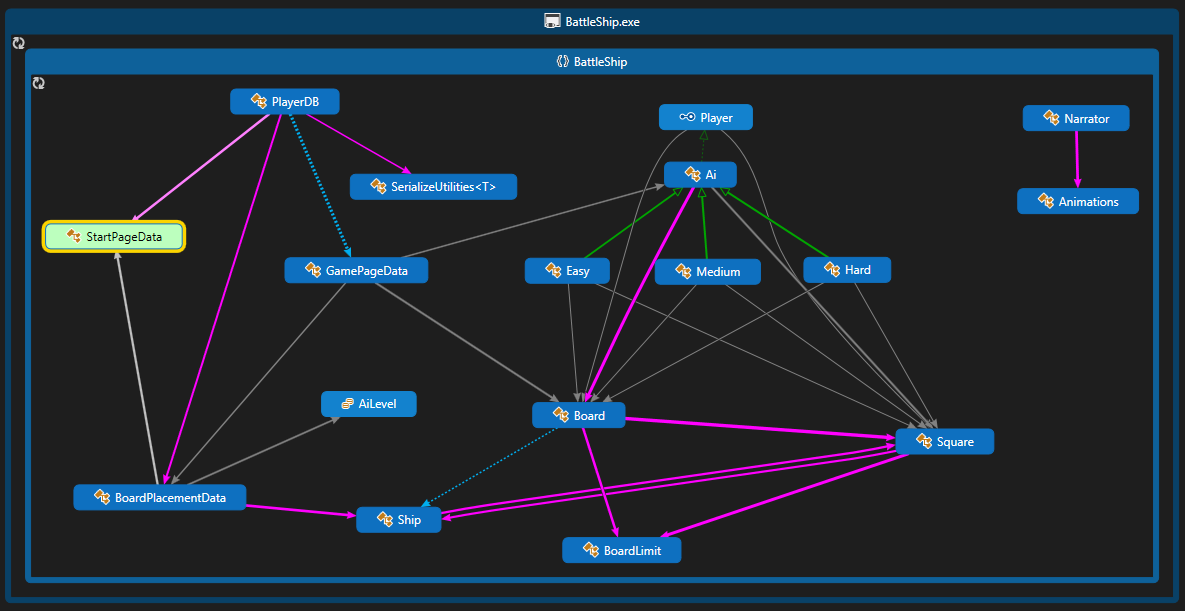 BattleShip.exe
BattleShip
PlayerDB
Player
Narrator
Ai
SerializeUtilities<T>
Animations
StartPageData
GamePageData
Easy
Medium
Hard
AiLevel
Board
Square
BoardPlacementData
Ship
BoardLimit